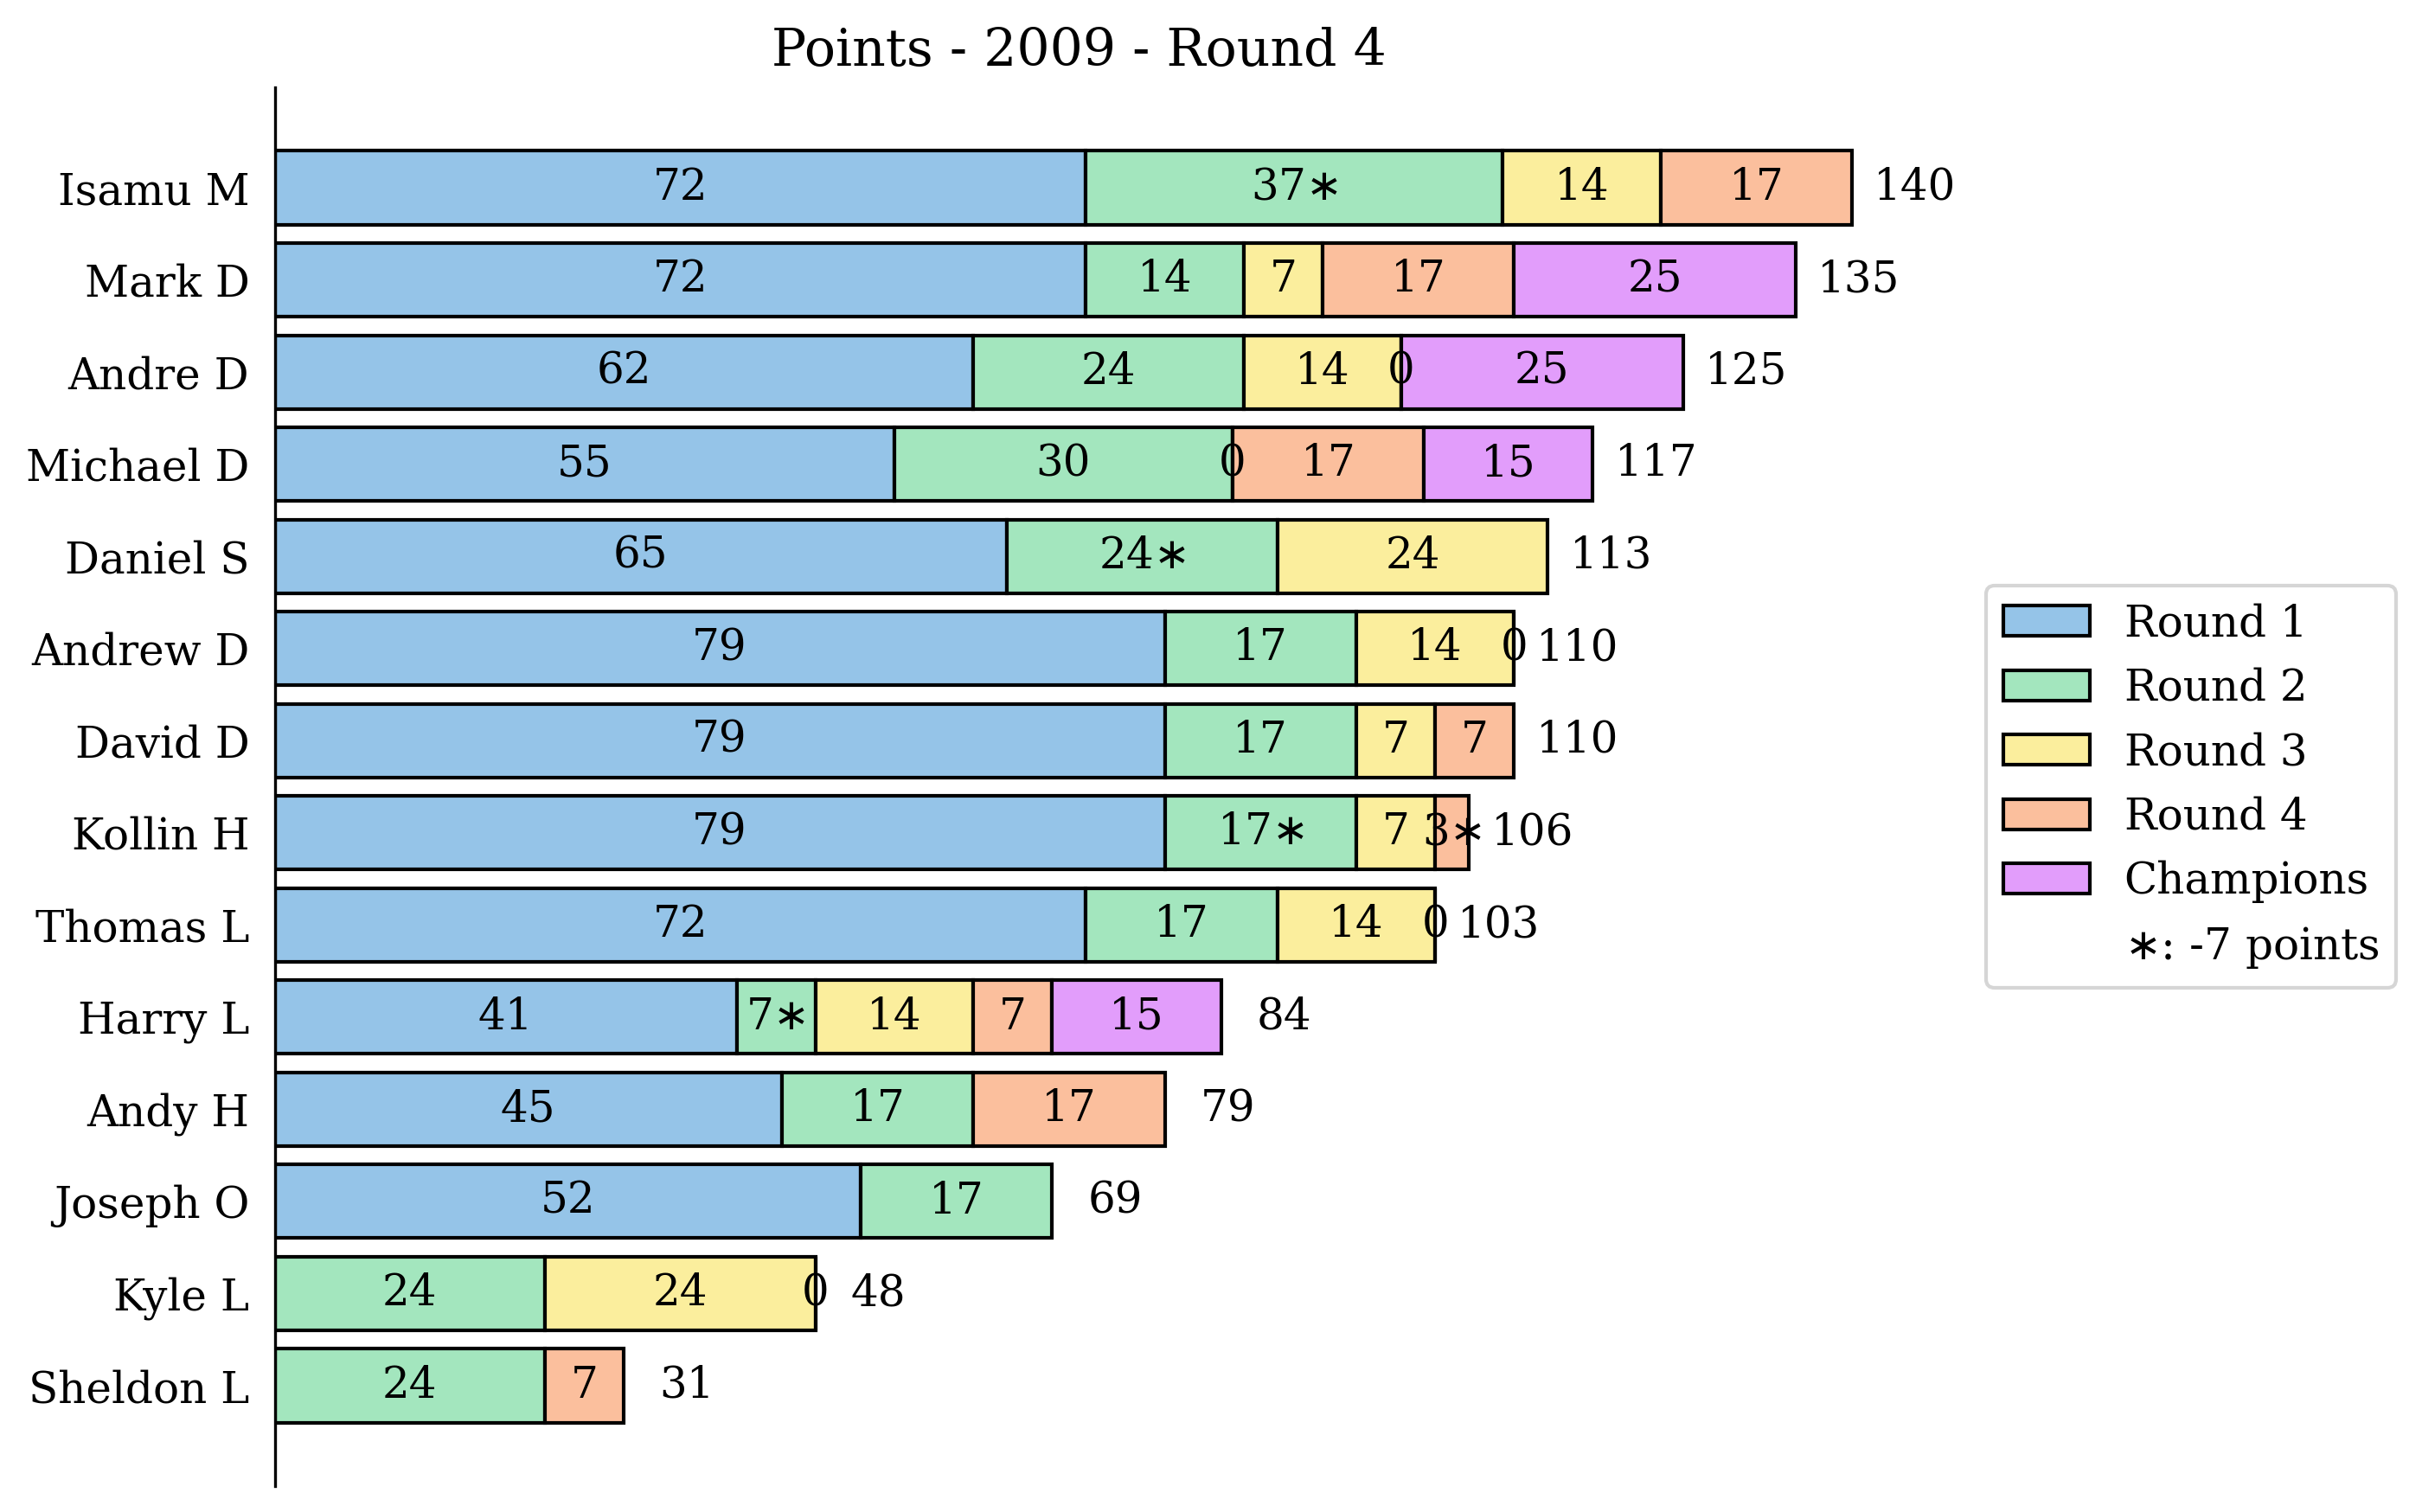 Points - 2009 - Round 4
Isamu M 72 37∗ 14 17 140
Mark D 72 14 7 17 25 135
Andre D 62 24 14 0 25 125
Michael D 55 30 0 17 15 117
Daniel S 65 24∗ 24 113
Andrew D 79 17 14 0 110
David D 79 17 7 7 110
Kollin H 79 17∗ 7 3∗ 106
Thomas L 72 17 14 0 103
Harry L 41 7∗ 14 7 15 84
Andy H 45 17 17 79
Joseph O 52 17 69
Kyle L 24 24 0 48
Sheldon L 24 7 31
Round 1
Round 2
Round 3
Round 4
Champions
∗: -7 points